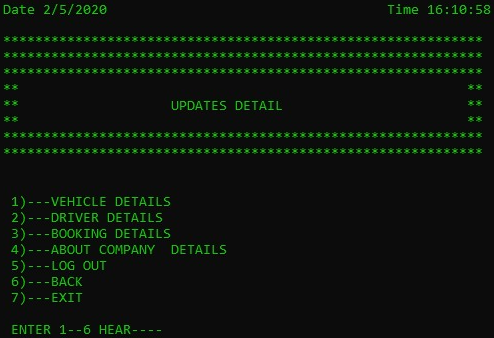 Date 2/5/2020 Time 16:10:58
************************************************************
************************************************************
************************************************************
** **
** UPDATES DETAIL **
** **
************************************************************
************************************************************
1)---VEHICLE DETAILS
2)---DRIVER DETAILS
3)---BOOKING DETAILS
4)---ABOUT COMPANY  DETAILS
5)---LOG OUT
6)---BACK
7)---EXIT
ENTER 1--6 HEAR----